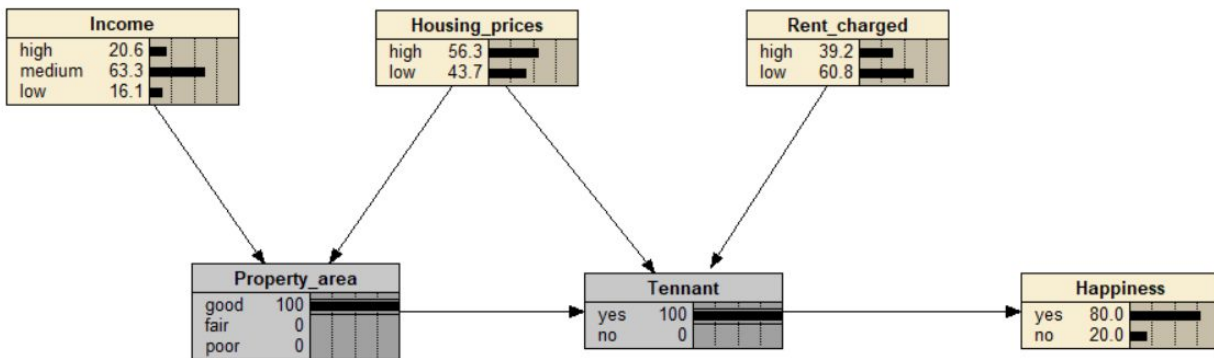 Income
high 20.6
medium 63.3
low 16.1
Housing_prices
high 56.3
low 43.7
Rent_charged
high 39.2
low 60.8
Property_area
good 100
fair 0
poor 0
Tennant
yes 100
no 0
Happiness
yes 80.0
no 20.0